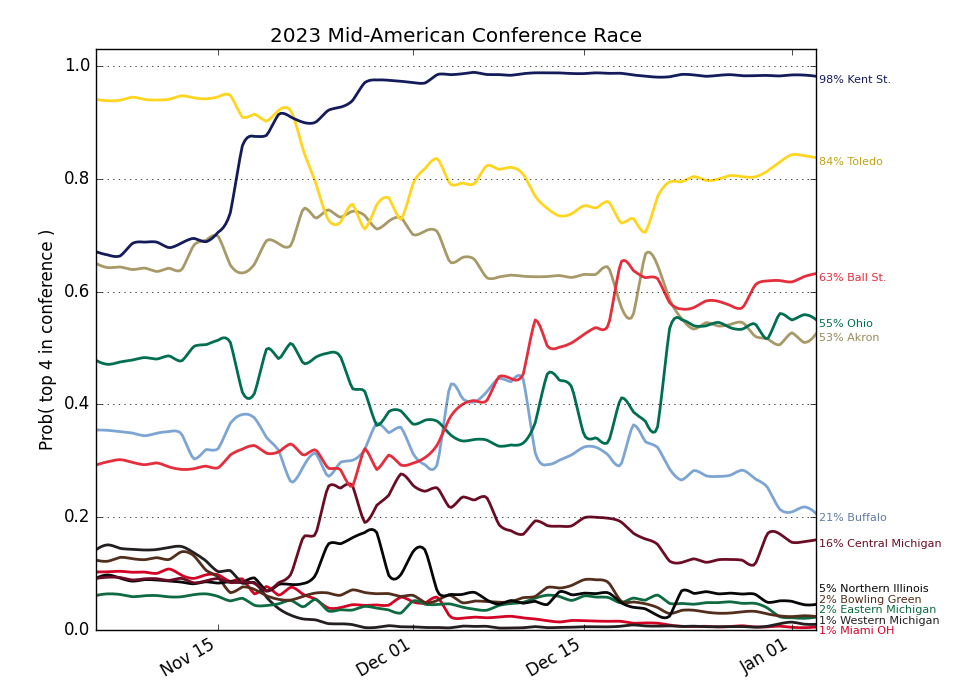 2023 Mid-American Conference Race
Prob( top 4 in conference )
1.0
0.8
0.6
0.4
0.2
0.0
Nov 15
Dec 01
Dec 15
Jan 01
98% Kent St.
84% Toledo
63% Ball St.
55% Ohio
53% Akron
21% Buffalo
16% Central Michigan
5% Northern Illinois
2% Bowling Green
2% Eastern Michigan
1% Western Michigan
1% Miami OH